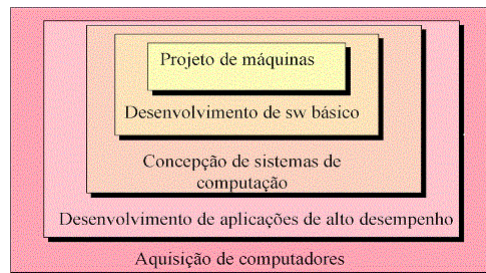 Projeto de máquinas
Desenvolvimento de sw básico
Concepção de sistemas de
computação
Desenvolvimento de aplicações de alto desempenho
Aquisição de computadores